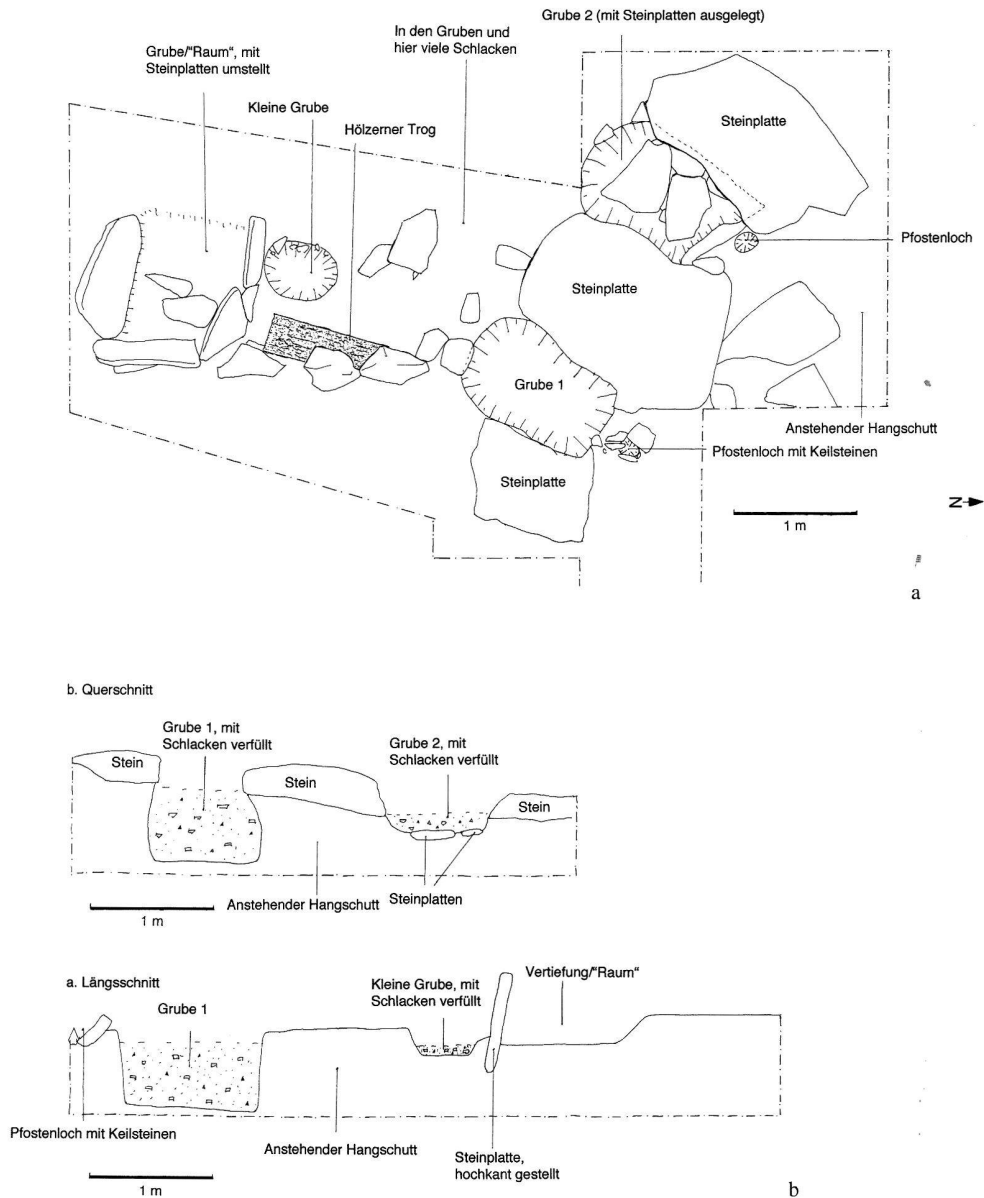 Grube 2 (mit Steinplatten ausgelegt)
In den Gruben und
hier viele Schlacken
Grube/"Raum“, mit
Steinplatten umstellt
Kleine Grube
Hölzerner Trog
Steinplatte
Pfostenloch
Steinplatte
Grube 1
Anstehender Hangschutt
Pfostenloch mit Keilsteinen
Steinplatte
N
1 m
a
b. Querschnitt
Grube 1, mit
Schlacken verfüllt
Grube 2, mit
Schlacken verfüllt
Stein
Stein
Stein
Anstehender Hangschutt
Steinplatten
1 m
a. Längsschnitt
Grube 1
Kleine Grube, mit
Schlacken verfüllt
Vertiefung/"Raum“
Pfostenloch mit Keilsteinen
Anstehender Hangschutt
Steinplatte,
hochkant gestellt
1 m
b